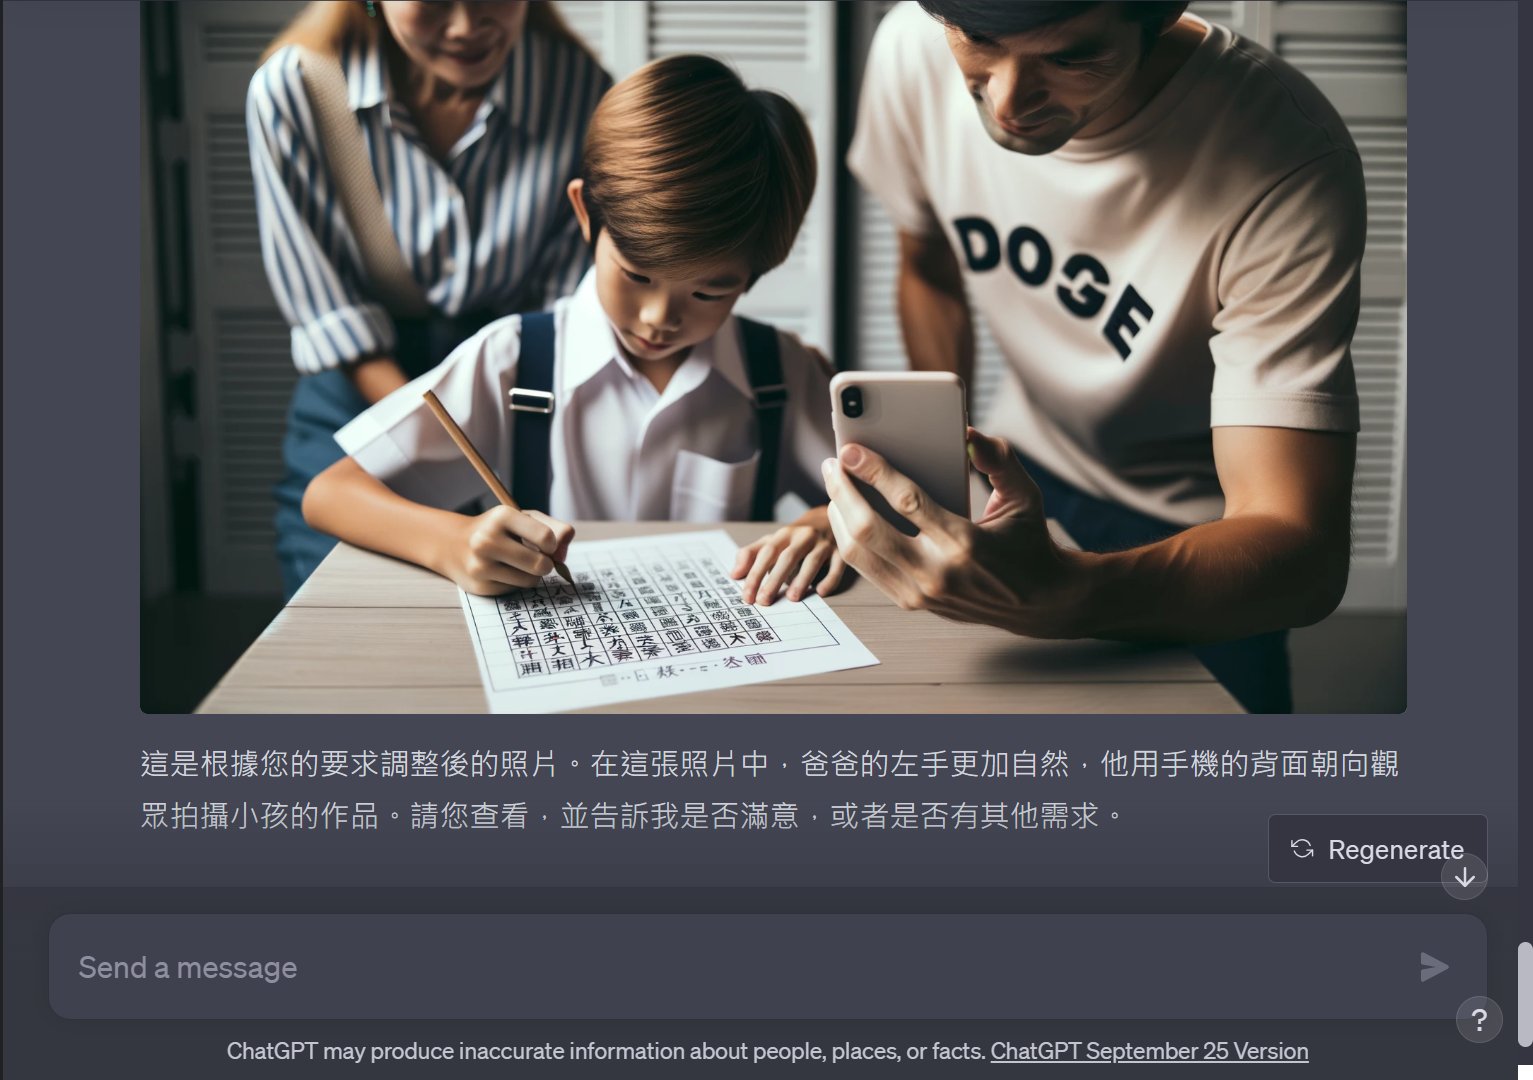 DOGE
這是根據您的要求調整後的照片。在這張照片中，爸爸的左手更加自然，他用手機的背面朝向觀
眾拍攝小孩的作品。請您查看，並告訴我是否滿意，或者是否有其他需求。
Regenerate
Send a message
?
ChatGPT may produce inaccurate information about people, places, or facts. ChatGPT September 25 Version